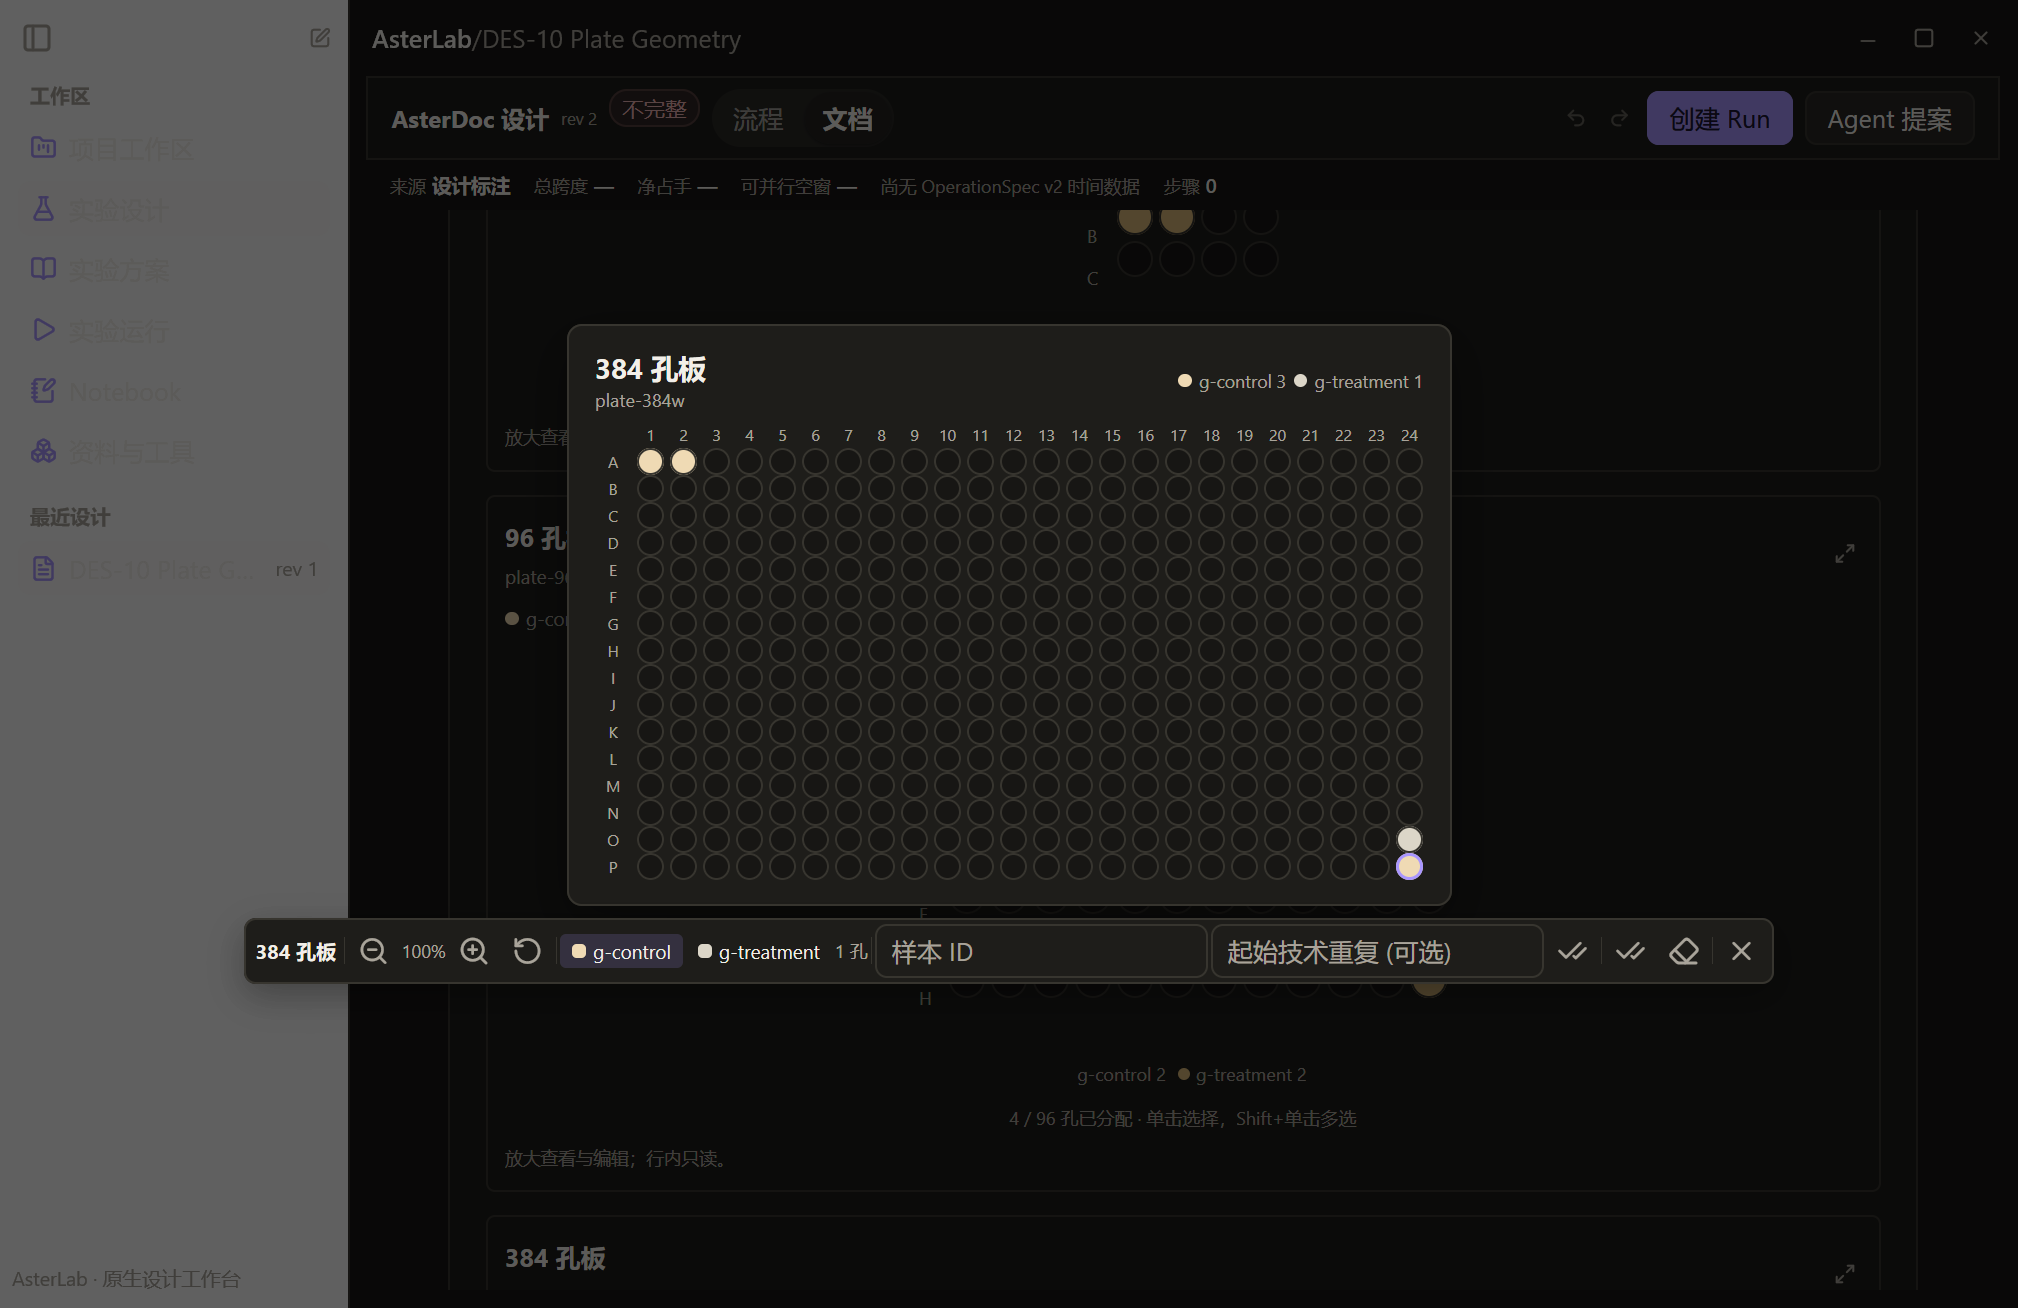 AsterLab/DES-10 Plate Geometry
工作区
项目工作区
实验设计
实验方案
实验运行
Notebook
资料与工具
最近设计
DES-10 Plate G... rev 1
AsterLab · 原生设计工作台
AsterDoc 设计 rev 2 不完整 流程 文档 创建 Run Agent 提案
来源 设计标注 总跨度 — 净占手 — 可并行空窗 — 尚无 OperationSpec v2 时间数据 步骤 0
B
C
放大查看
96 孔
plate-96
g-con
384 孔板
plate-384w
g-control 3 g-treatment 1
1 2 3 4 5 6 7 8 9 10 11 12 13 14 15 16 17 18 19 20 21 22 23 24
A
B
C
D
E
F
G
H
I
J
K
L
M
N
O
P
384 孔板 100% g-control g-treatment 1 孔 样本 ID 起始技术重复 (可选)
H
g-control 2 g-treatment 2
4 / 96 孔已分配 · 单击选择，Shift+单击多选
放大查看与编辑；行内只读。
384 孔板